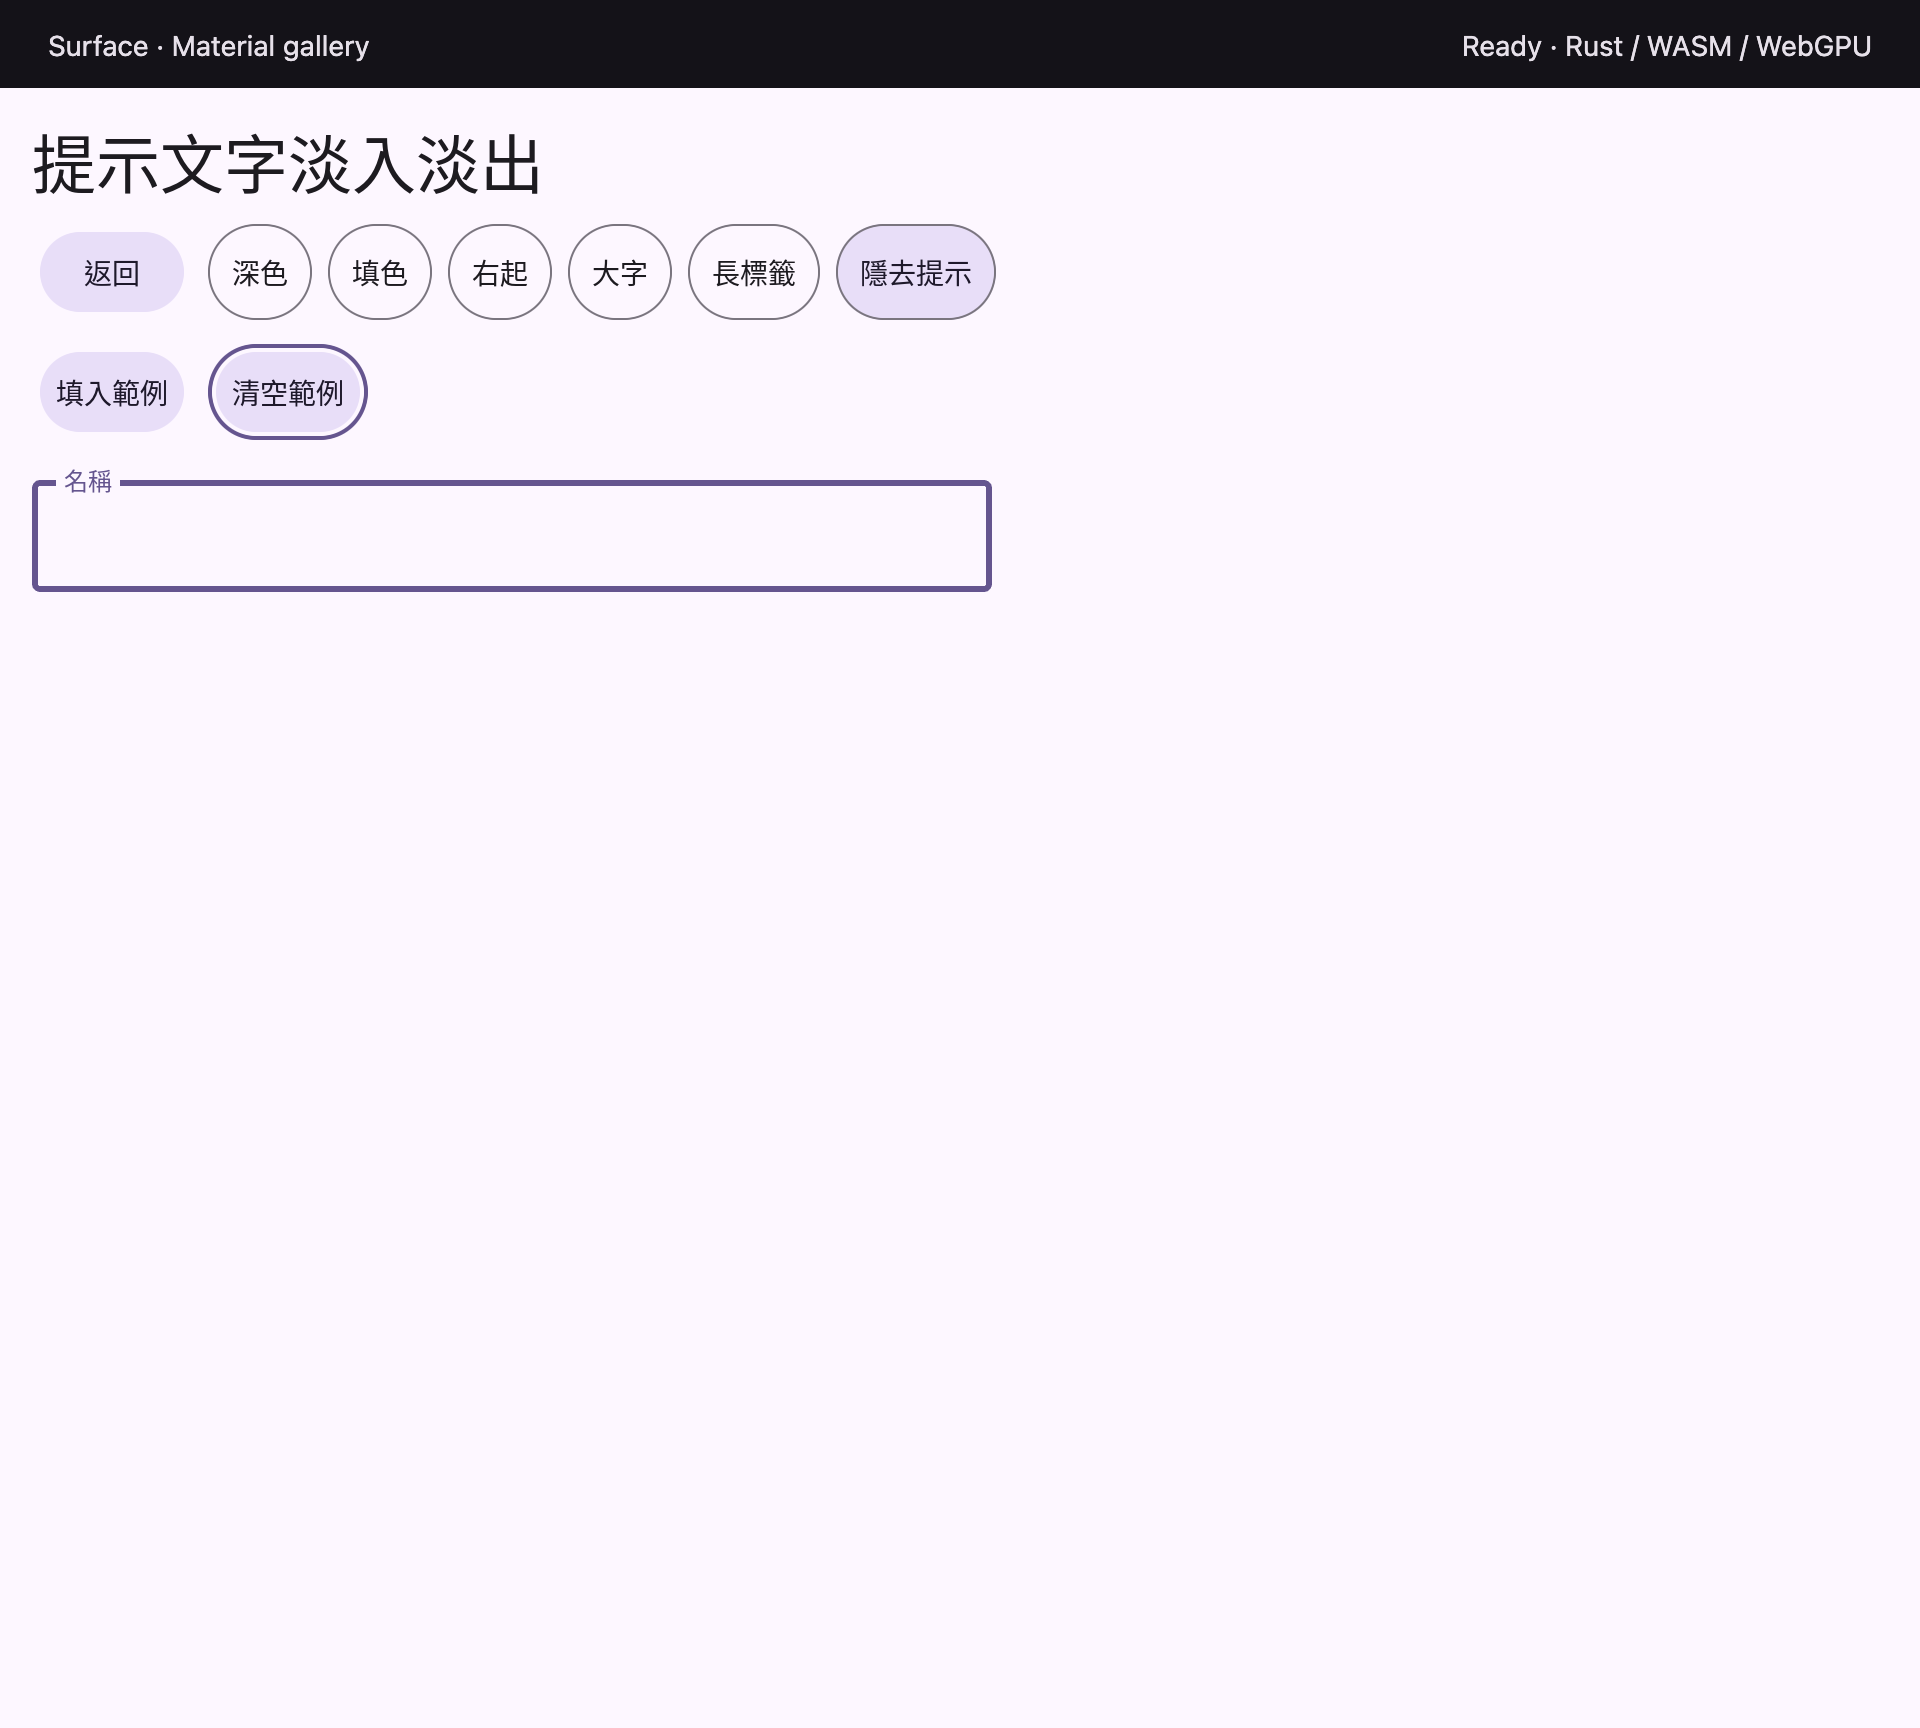 Surface · Material gallery
Ready · Rust / WASM / WebGPU
提示文字淡入淡出
返回 深色 填色 右起 大字 長標籤 隱去提示
填入範例 清空範例
名稱